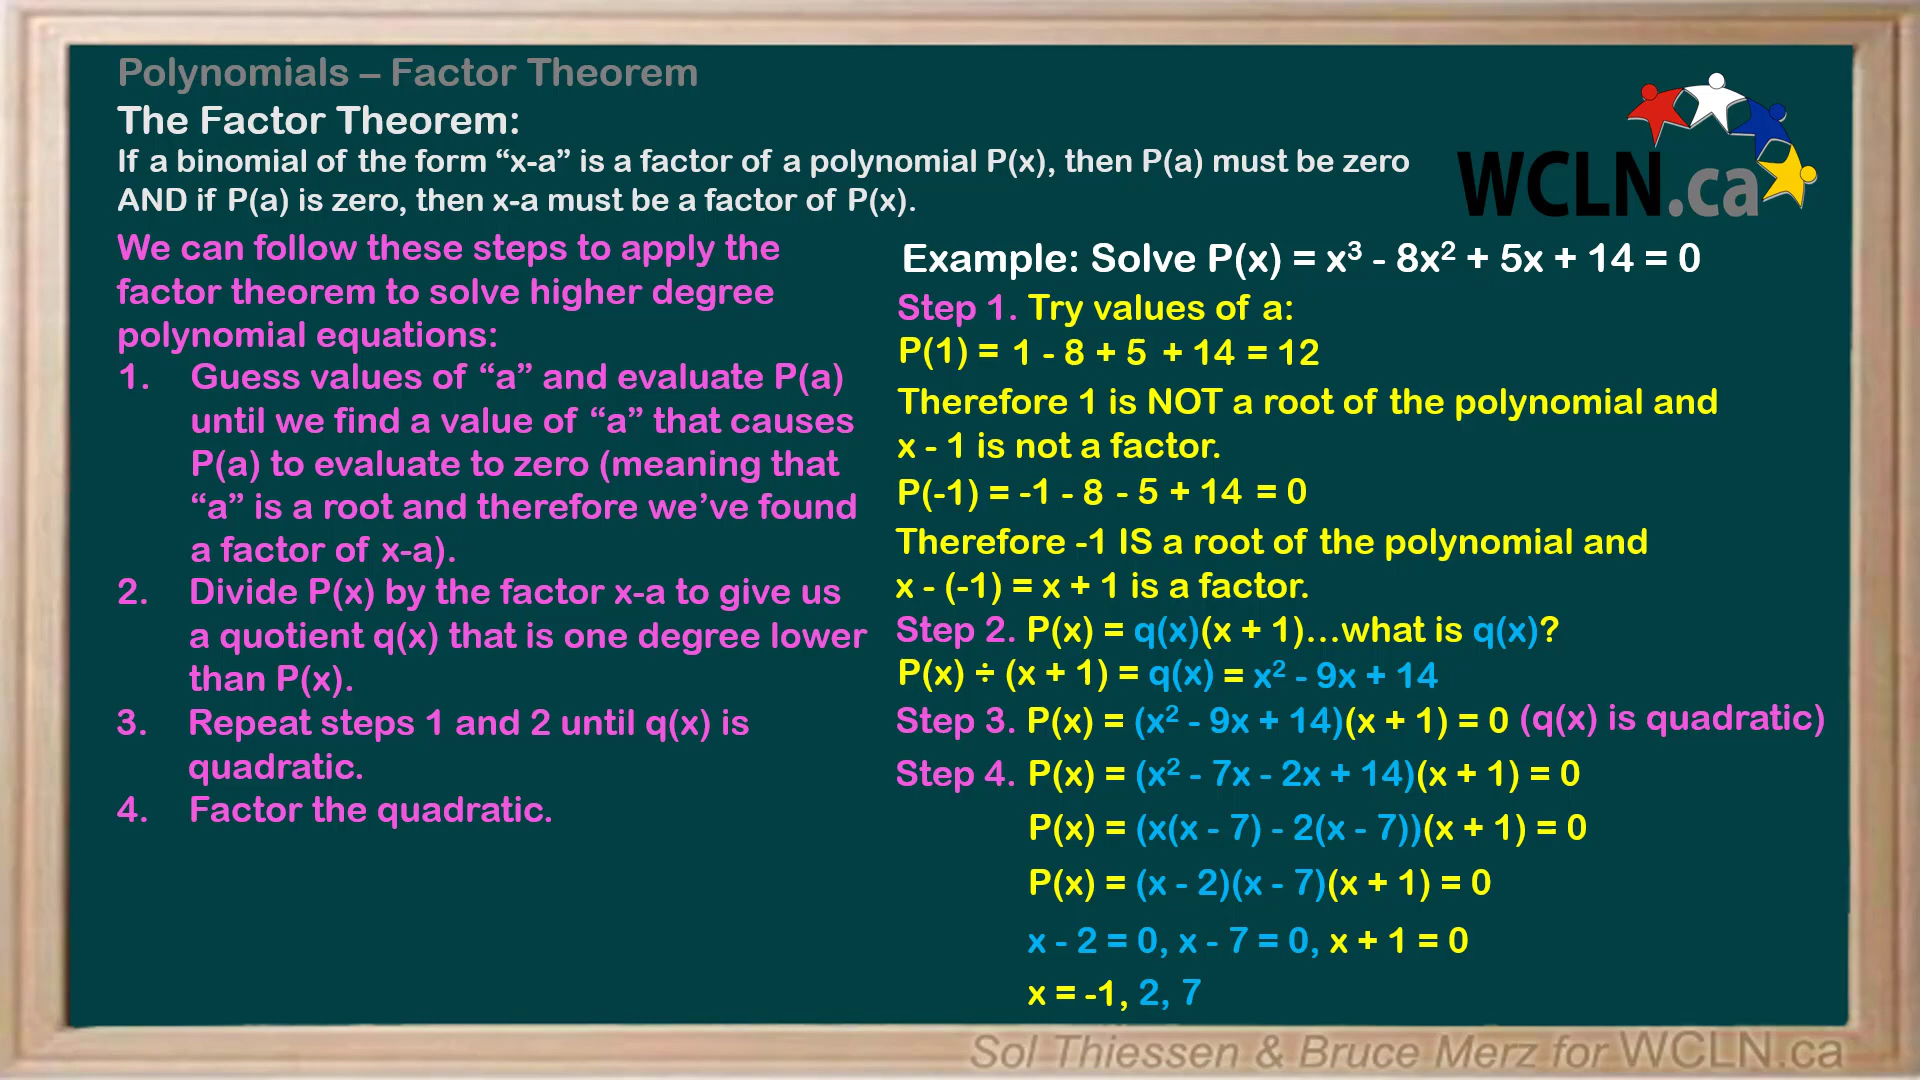 Polynomials – Factor Theorem
The Factor Theorem:
If a binomial of the form “x-a” is a factor of a polynomial P(x), then P(a) must be zero
AND if P(a) is zero, then x-a must be a factor of P(x).
WCLN.ca
We can follow these steps to apply the
factor theorem to solve higher degree
polynomial equations:
1. Guess values of “a” and evaluate P(a)
until we find a value of “a” that causes
P(a) to evaluate to zero (meaning that
“a” is a root and therefore we’ve found
a factor of x-a).
2. Divide P(x) by the factor x-a to give us
a quotient q(x) that is one degree lower
than P(x).
3. Repeat steps 1 and 2 until q(x) is
quadratic.
4. Factor the quadratic.
Example: Solve P(x) = x³ - 8x² + 5x + 14 = 0
Step 1. Try values of a:
P(1) = 1 - 8 + 5 + 14 = 12
Therefore 1 is NOT a root of the polynomial and
x - 1 is not a factor.
P(-1) = -1 - 8 - 5 + 14 = 0
Therefore -1 IS a root of the polynomial and
x - (-1) = x + 1 is a factor.
Step 2. P(x) = q(x)(x + 1)…what is q(x)?
P(x) ÷ (x + 1) = q(x) = x² - 9x + 14
Step 3. P(x) = (x² - 9x + 14)(x + 1) = 0 (q(x) is quadratic)
Step 4. P(x) = (x² - 7x - 2x + 14)(x + 1) = 0
P(x) = (x(x - 7) - 2(x - 7))(x + 1) = 0
P(x) = (x - 2)(x - 7)(x + 1) = 0
x - 2 = 0, x - 7 = 0, x + 1 = 0
x = -1, 2, 7
Sol Thiessen & Bruce Merz for WCLN.ca